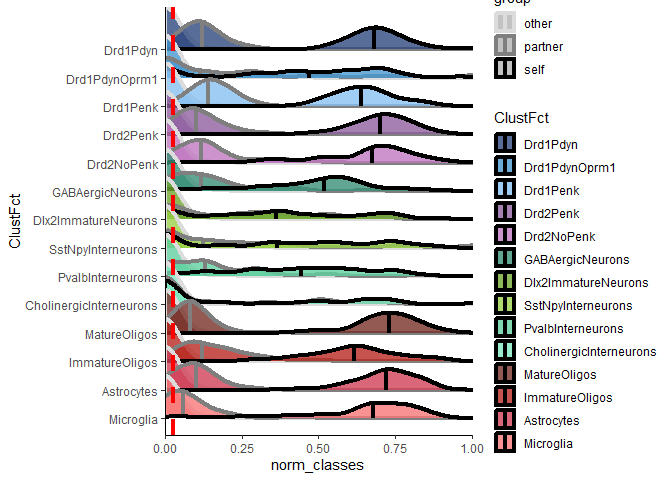 group
other
partner
self
ClustFct
Drd1Pdyn
Drd1PdynOprm1
Drd1Penk
Drd2Penk
Drd2NoPenk
GABAergicNeurons
Dlx2ImmatureNeurons
SstNpyInterneurons
PvalbInterneurons
CholinergicInterneurons
MatureOligos
ImmatureOligos
Astrocytes
Microglia
ClustFct
Drd1Pdyn
Drd1PdynOprm1
Drd1Penk
Drd2Penk
Drd2NoPenk
GABAergicNeurons
Dlx2ImmatureNeurons
SstNpyInterneurons
PvalbInterneurons
CholinergicInterneurons
MatureOligos
ImmatureOligos
Astrocytes
Microglia
0.00 0.25 0.50 0.75 1.00
norm_classes